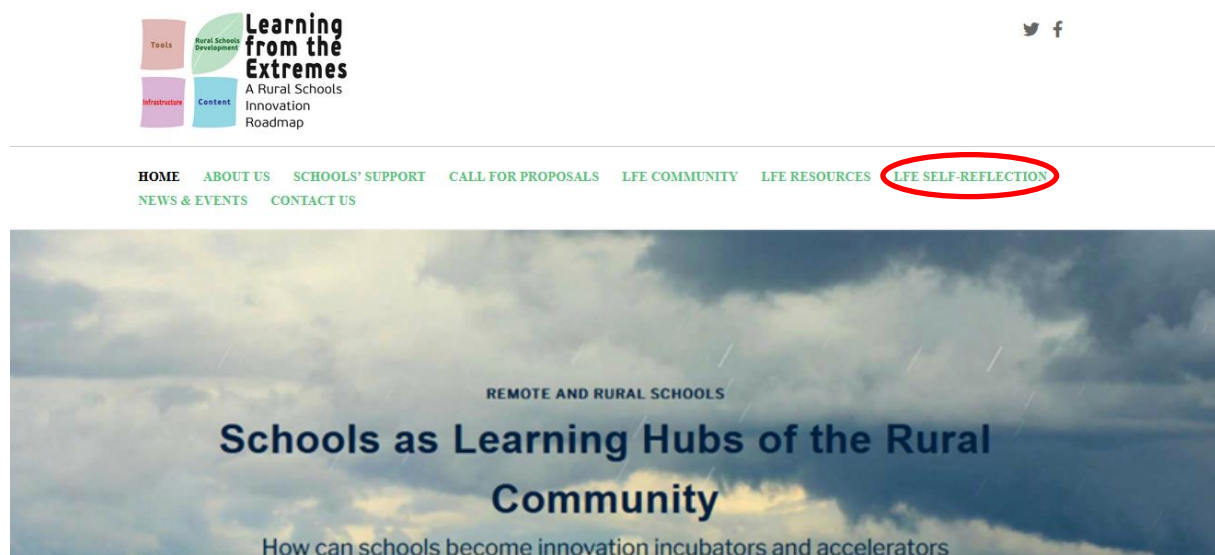 Tools
Rural Schools
Development
Infrastructure
Content
Learning
from the
Extremes
A Rural Schools
Innovation
Roadmap
HOME ABOUT US SCHOOLS' SUPPORT CALL FOR PROPOSALS LFE COMMUNITY LFE RESOURCES LFE SELF-REFLECTION
NEWS & EVENTS CONTACT US
REMOTE AND RURAL SCHOOLS
Schools as Learning Hubs of the Rural
Community
How can schools become innovation incubators and accelerators